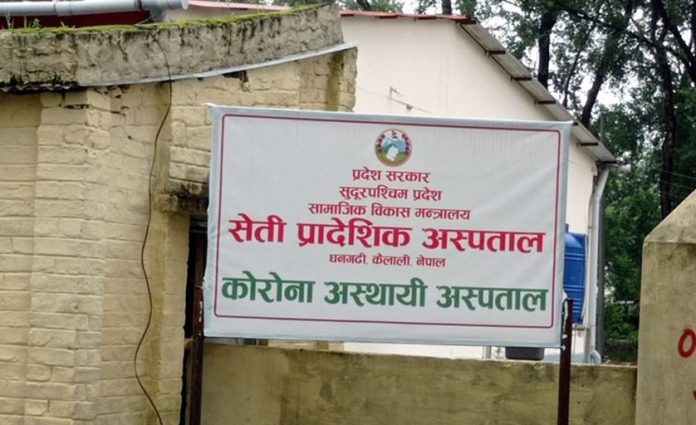 प्रदेश सरकार
सुदूरपश्चिम प्रदेश
सामाजिक विकास मन्त्रालय
सेती प्रादेशिक अस्पताल
धनगढी, कैलाली, नेपाल
कोरोना अस्थायी अस्पताल